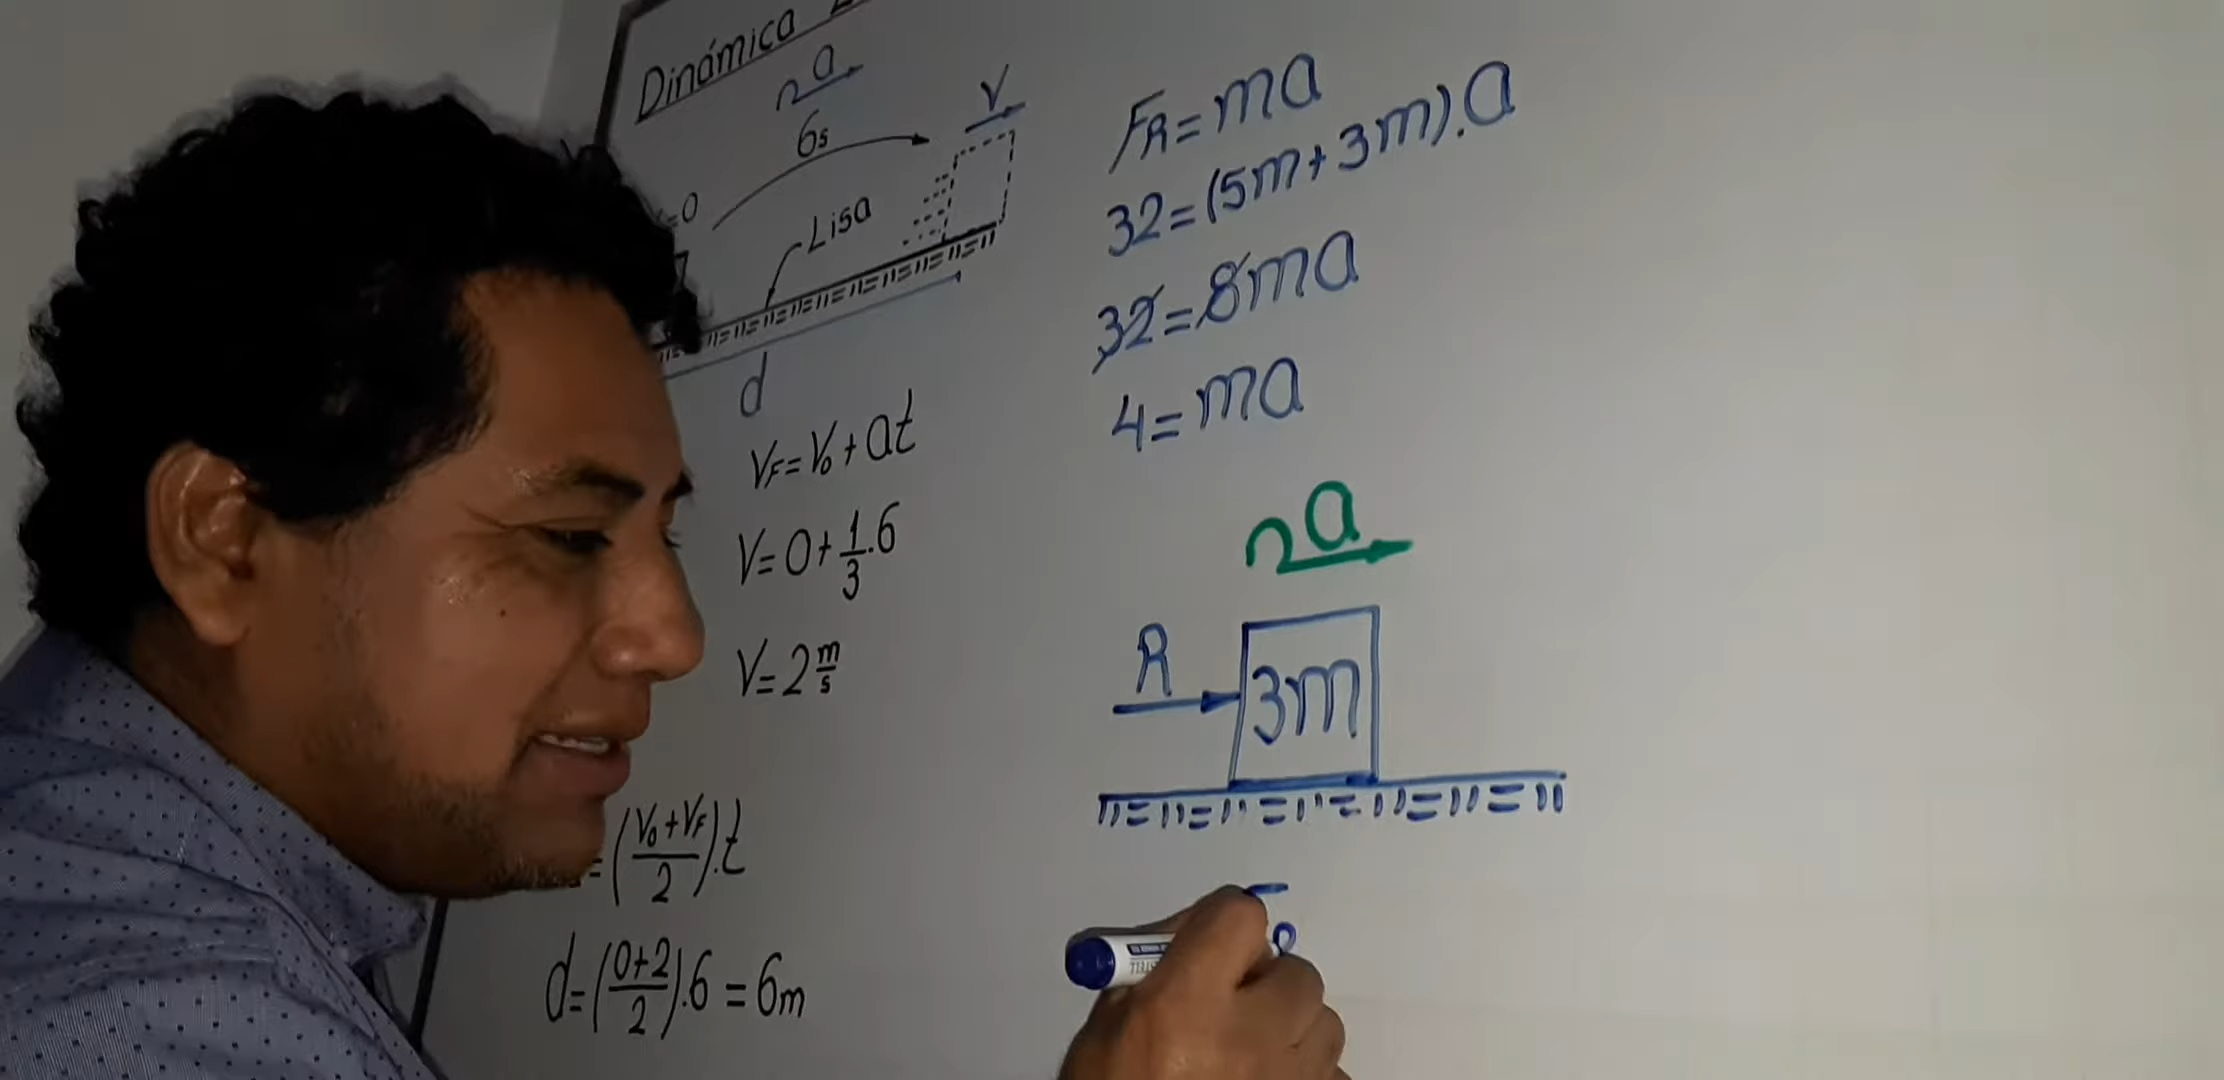 Dinámica
a
6s
V
=0
Lisa
d
VF=V0+at
V=0+1/3.6
V=2 m/s
=(V0+VF/2).t
d=(0+2/2).6=6m
FR=ma
32=(5m+3m).a
32=8ma
4=ma
a
R
3m